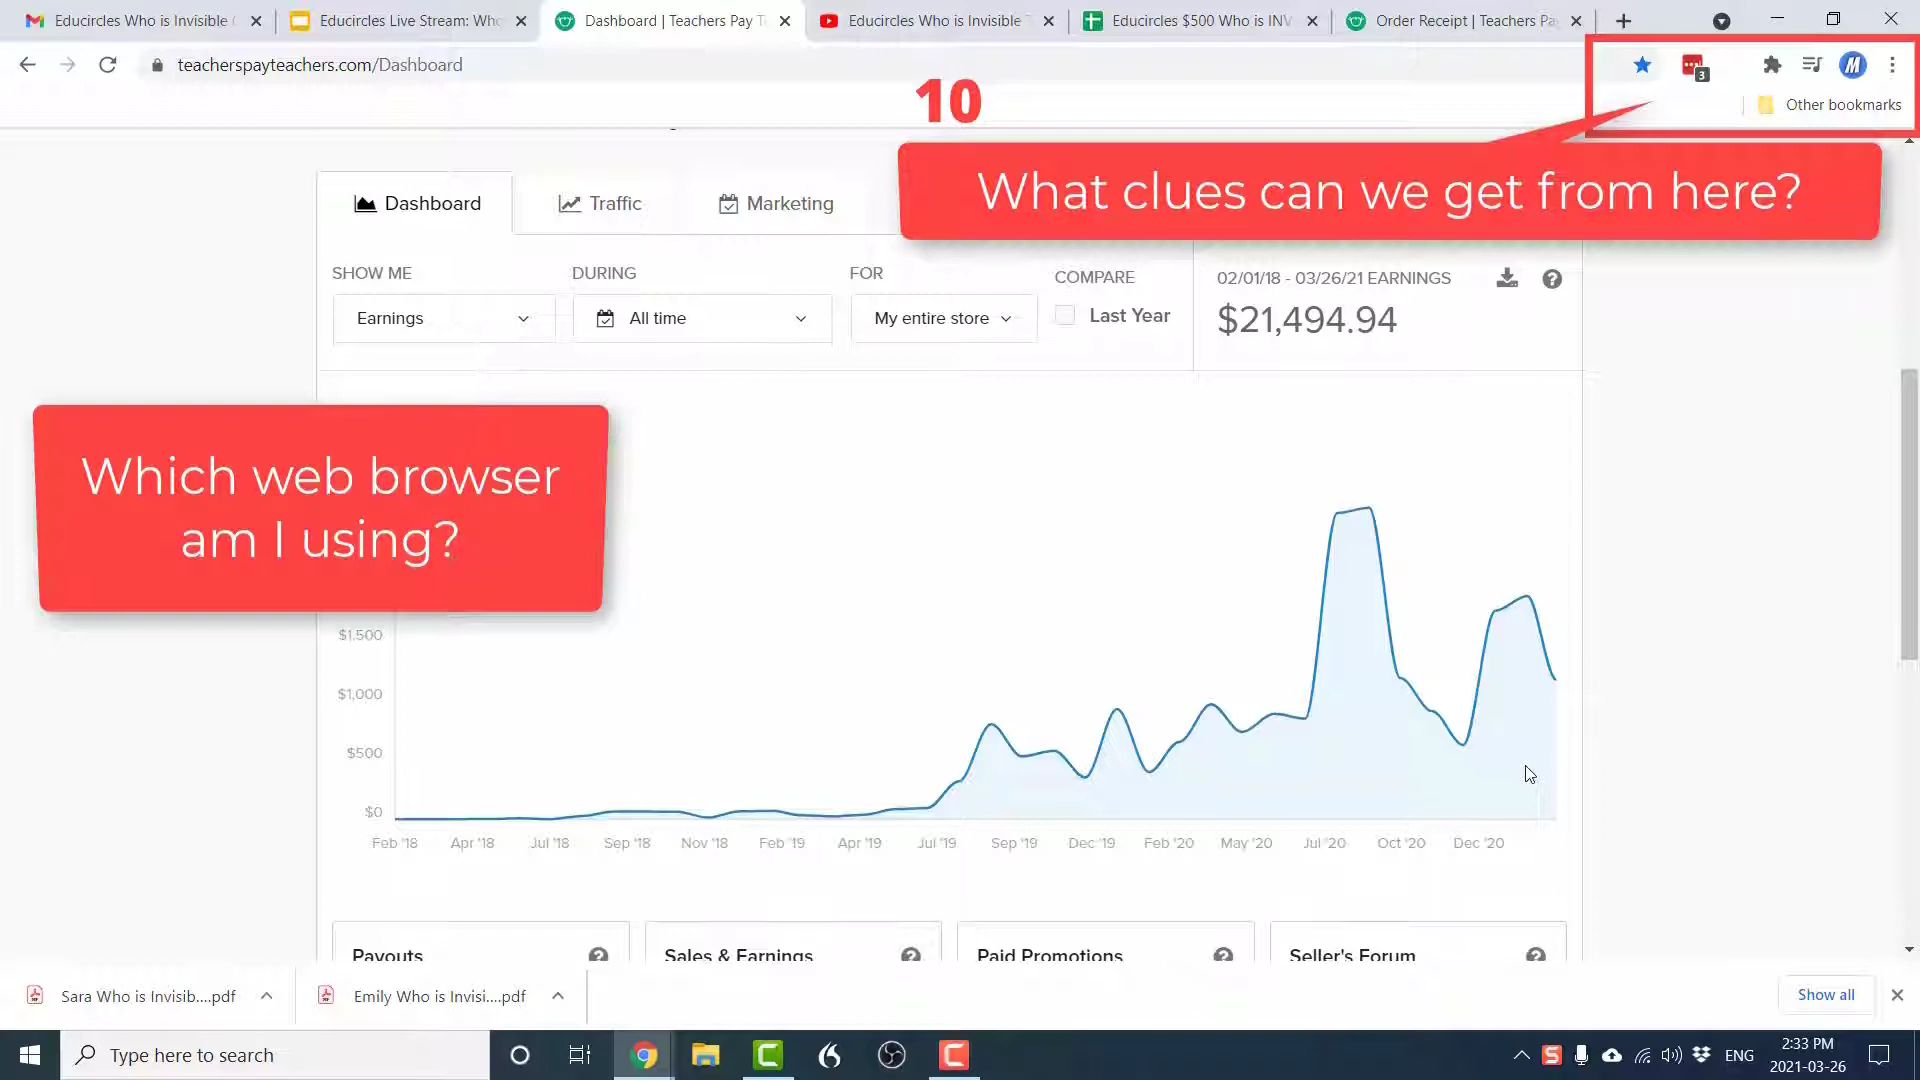 Educircles Who is Invisible
Educircles Live Stream: Who
Dashboard | Teachers Pay T
Educircles Who is Invisible T
Educircles $500 Who is INV
Order Receipt | Teachers Pa
teacherspayteachers.com/Dashboard
3
M
Other bookmarks
10
What clues can we get from here?
Dashboard
Traffic
Marketing
SHOW ME
DURING
FOR
COMPARE
02/01/18 - 03/26/21 EARNINGS
Earnings
All time
My entire store
Last Year
$21,494.94
Which web browser
am I using?
$1,500
$1,000
$500
$0
Feb '18
Apr '18
Jul '18
Sep '18
Nov '18
Feb '19
Apr '19
Jul '19
Sep '19
Dec '19
Feb '20
May '20
Jul '20
Oct '20
Dec '20
Payouts
Sales & Earnings
Paid Promotions
Seller's Forum
Sara Who is Invisib....pdf
Emily Who is Invisi....pdf
Show all
Type here to search
ENG
2:33 PM
2021-03-26